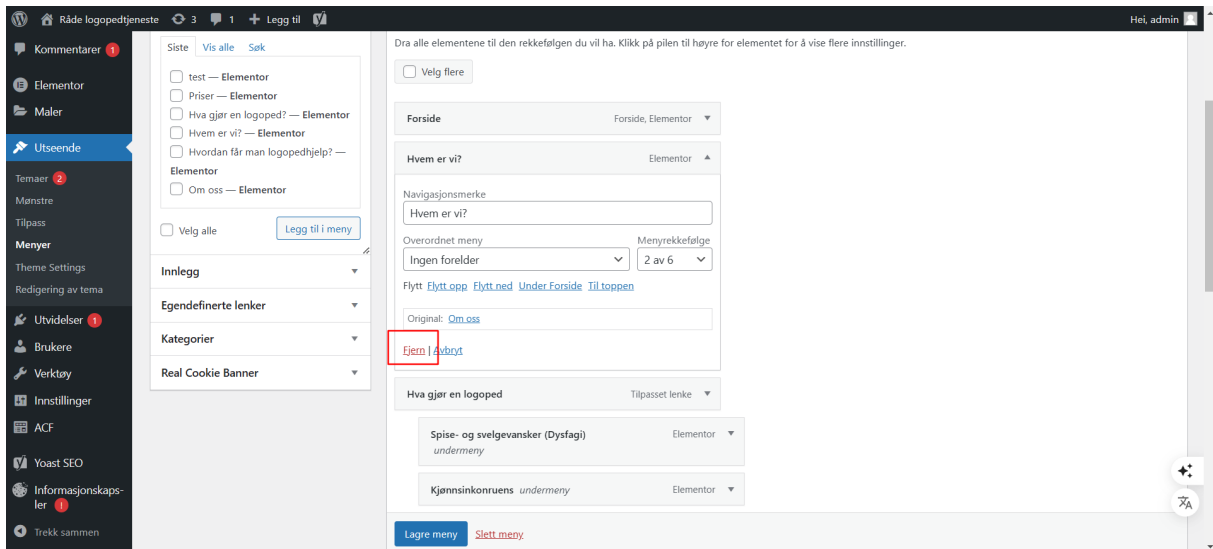 Råde logopedtjeneste 3 1 Legg til Hei, admin
Kommentarer 1
Elementor
Maler
Utseende
Temaer 2
Mønstre
Tilpass
Menyer
Theme Settings
Redigering av tema
Utvidelser 1
Brukere
Verktøy
Innstillinger
ACF
Yoast SEO
Informasjonskaps-
ler !
Trekk sammen
Siste Vis alle Søk
test — Elementor
Priser — Elementor
Hva gjør en logoped? — Elementor
Hvem er vi? — Elementor
Hvordan får man logopedhjelp? —
Elementor
Om oss — Elementor
Velg alle Legg til i meny
Innlegg
Egendefinerte lenker
Kategorier
Real Cookie Banner
Dra alle elementene til den rekkefølgen du vil ha. Klikk på pilen til høyre for elementet for å vise flere innstillinger.
Velg flere
Forside Forside, Elementor
Hvem er vi? Elementor
Navigasjonsmerke
Hvem er vi?
Overordnet meny Menyrekkefølge
Ingen forelder 2 av 6
Flytt Flytt opp Flytt ned Under Forside Til toppen
Original: Om oss
Fjern | Avbryt
Hva gjør en logoped Tilpasset lenke
Spise- og svelgevansker (Dysfagi) Elementor
undermeny
Kjønnsinkonruens undermeny Elementor
Lagre meny Slett meny